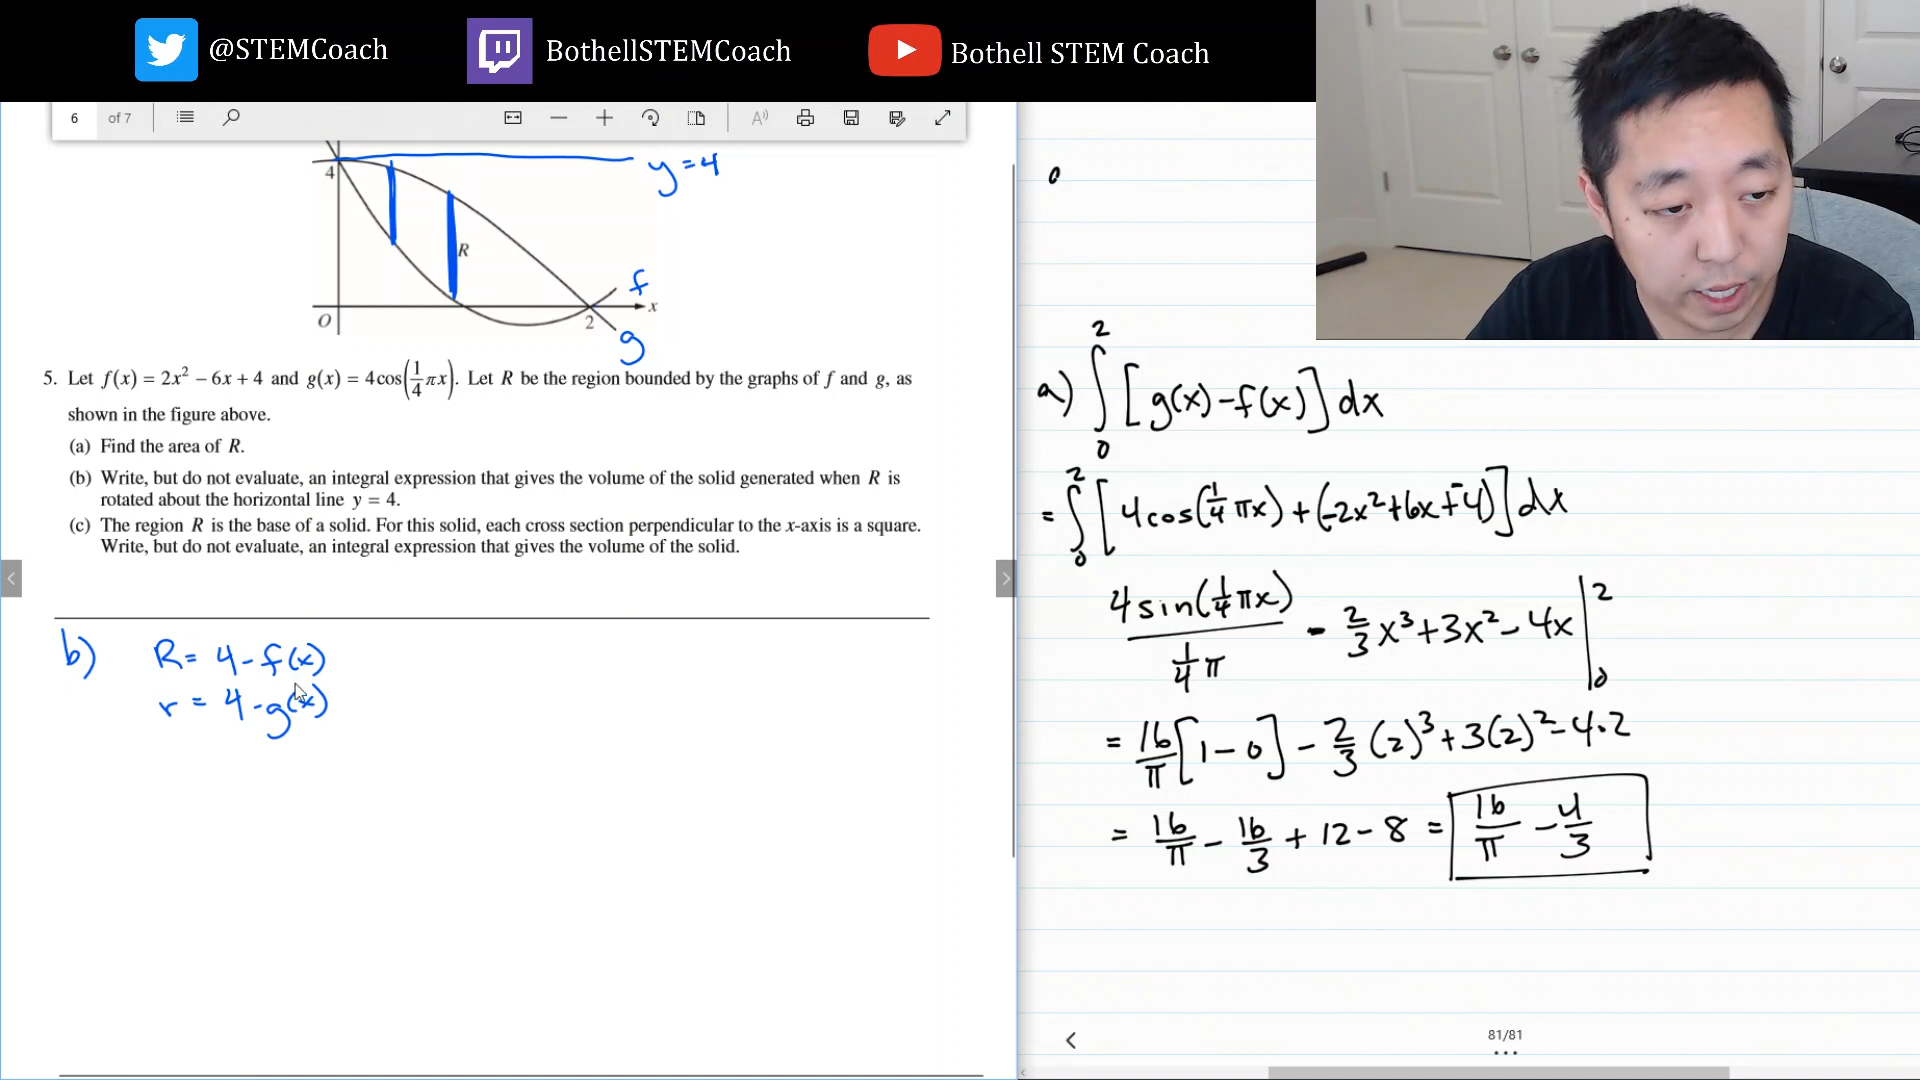 @STEMCoach
BothellSTEMCoach
Bothell STEM Coach
6 of 7
4
y=4
R
f
O
2
x
g
5. Let f(x) = 2x² − 6x + 4 and g(x) = 4cos(1/4 πx). Let R be the region bounded by the graphs of f and g, as
shown in the figure above.
(a) Find the area of R.
(b) Write, but do not evaluate, an integral expression that gives the volume of the solid generated when R is
rotated about the horizontal line y = 4.
(c) The region R is the base of a solid. For this solid, each cross section perpendicular to the x-axis is a square.
Write, but do not evaluate, an integral expression that gives the volume of the solid.
b) R = 4 - f(x)
r = 4 - g(x)
a) ∫₀² [g(x) - f(x)] dx
= ∫₀² [4cos(1/4 πx) + (-2x²+6x+-4)] dx
4sin(1/4 πx) / (1/4 π) - 2/3 x³ + 3x² - 4x |₀²
= 16/π [1 - 0] - 2/3 (2)³ + 3(2)² - 4·2
= 16/π - 16/3 + 12 - 8 = 16/π - 4/3
81/81